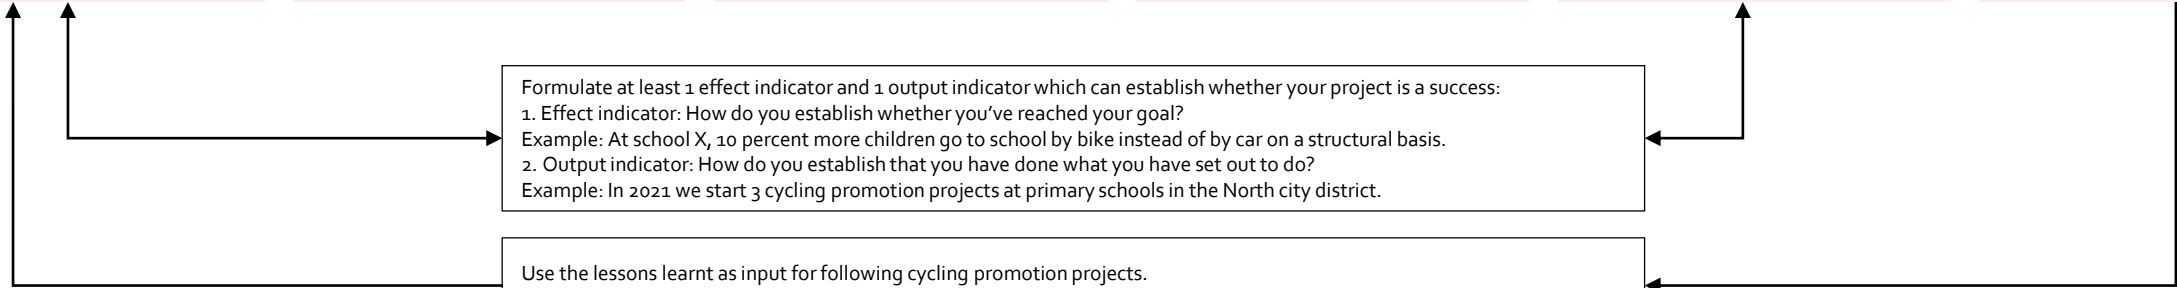 Formulate at least 1 effect indicator and 1 output indicator which can establish whether your project is a success:
1. Effect indicator: How do you establish whether you’ve reached your goal?
Example: At school X, 10 percent more children go to school by bike instead of by car on a structural basis.
2. Output indicator: How do you establish that you have done what you have set out to do?
Example: In 2021 we start 3 cycling promotion projects at primary schools in the North city district.
Use the lessons learnt as input for following cycling promotion projects.